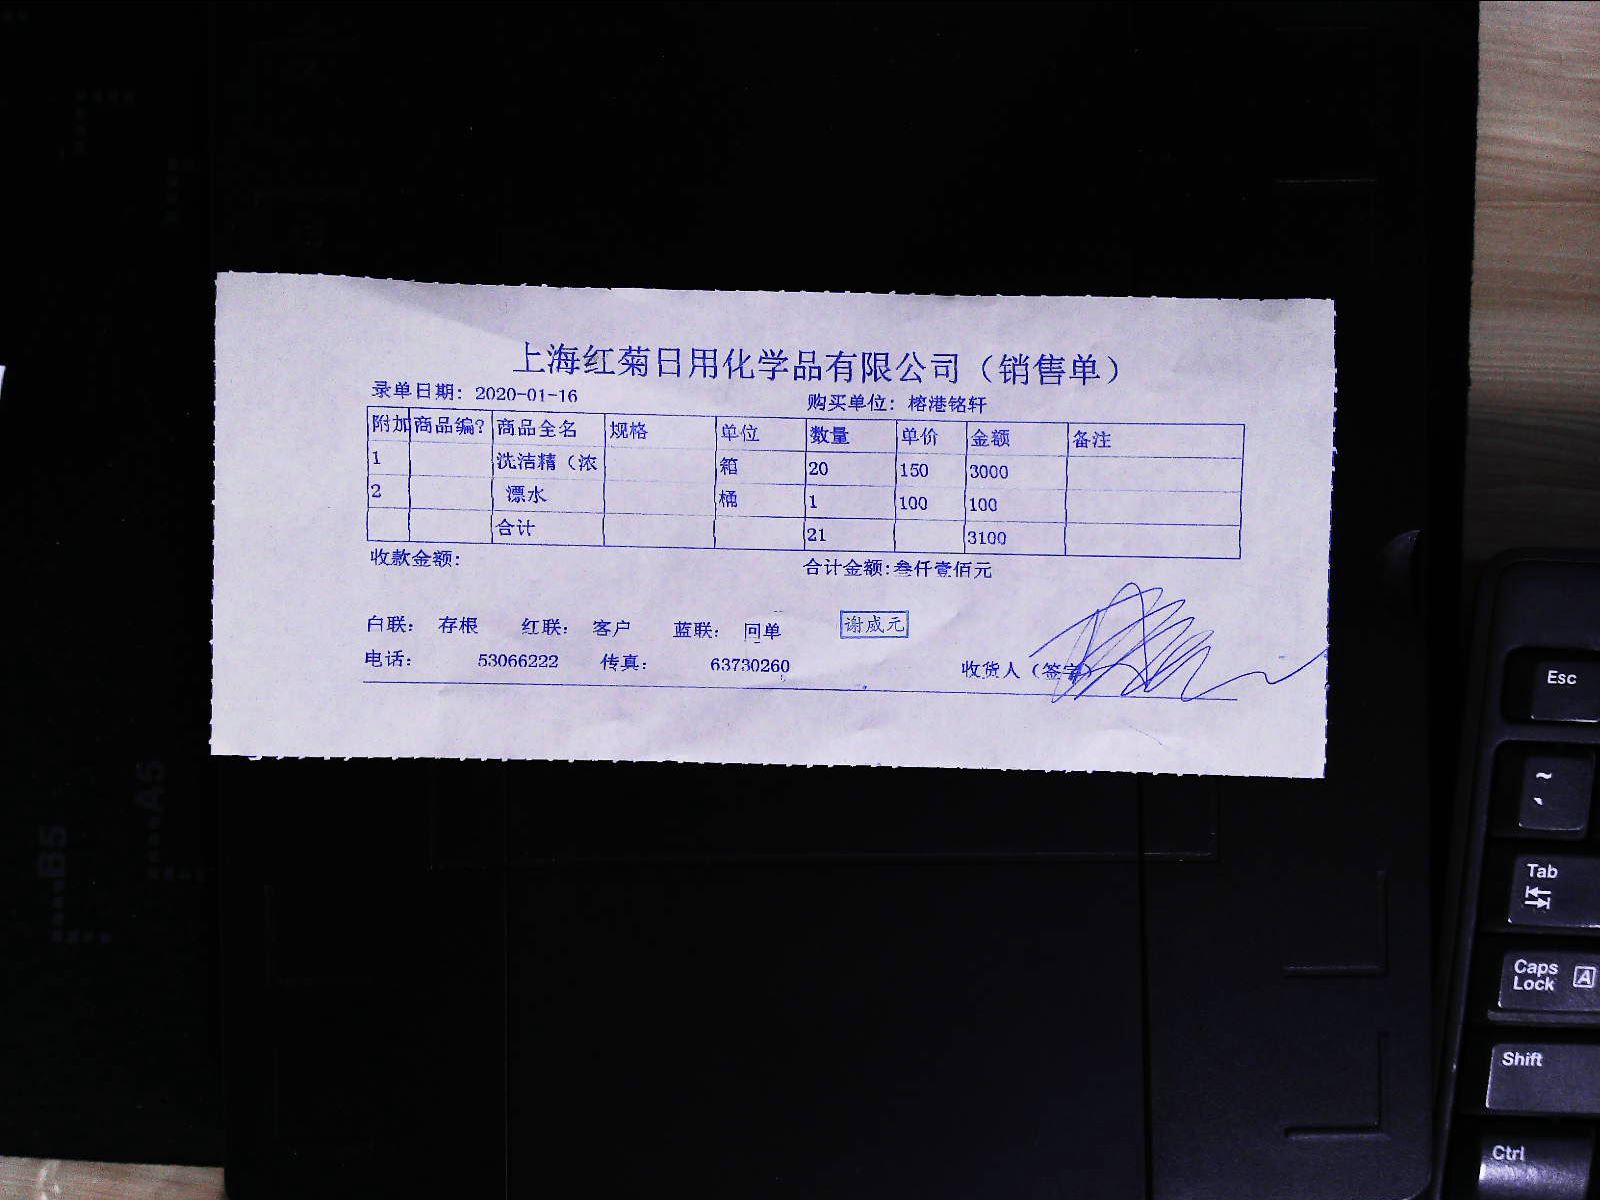 上海红菊日用化学品有限公司（销售单）
录单日期: 2020-01-16 购买单位: 榕港铭轩
附加 商品编? 商品全名 规格 单位 数量 单价 金额 备注
1 洗洁精（浓 箱 20 150 3000
2 漂水 桶 1 100 100
合计 21 3100
收款金额: 合计金额:叁仟壹佰元
白联: 存根 红联: 客户 蓝联: 回单 谢成元
电话: 53066222 传真: 63730260 收货人（签字）
B5
A5
Esc
~
Tab
Caps Lock A
Shift
Ctrl